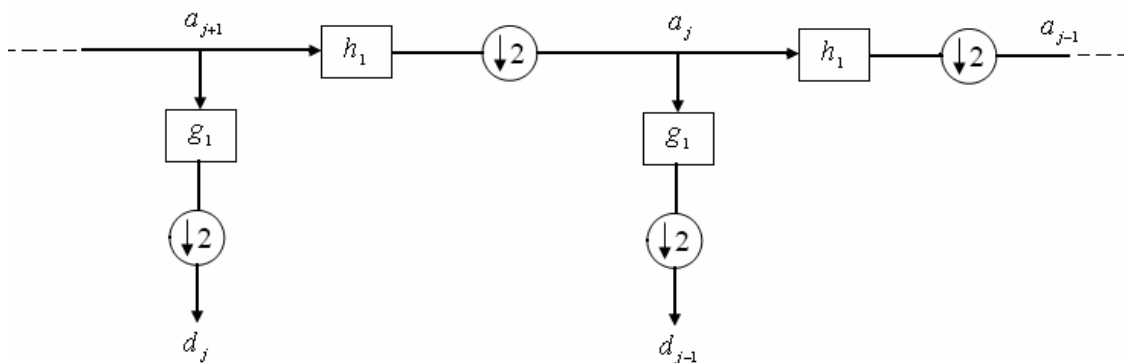 a_{j+1} a_j a_{j-1}
h_1 ↓2 h_1 ↓2
g_1 g_1
↓2 ↓2
d_j d_{j-1}